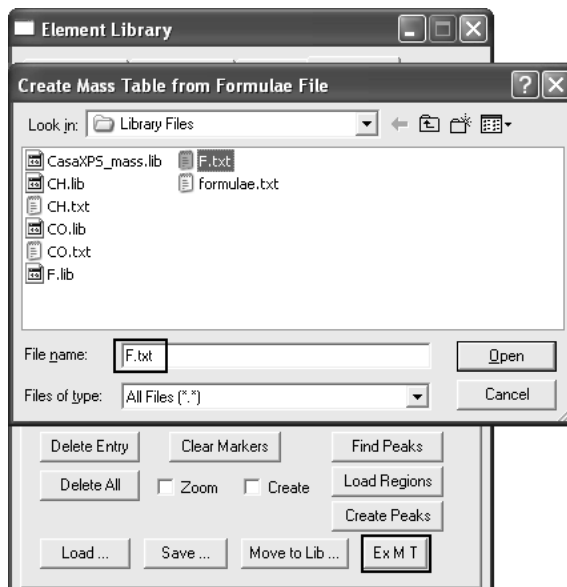 Element Library
Create Mass Table from Formulae File
Look in: Library Files
CasaXPS_mass.lib F.txt
CH.lib formulae.txt
CH.txt
CO.lib
CO.txt
F.lib
File name: F.txt Open
Files of type: All Files (*.*) Cancel
Delete Entry Clear Markers Find Peaks
Delete All Zoom Create Load Regions
Create Peaks
Load ... Save ... Move to Lib ... Ex M T